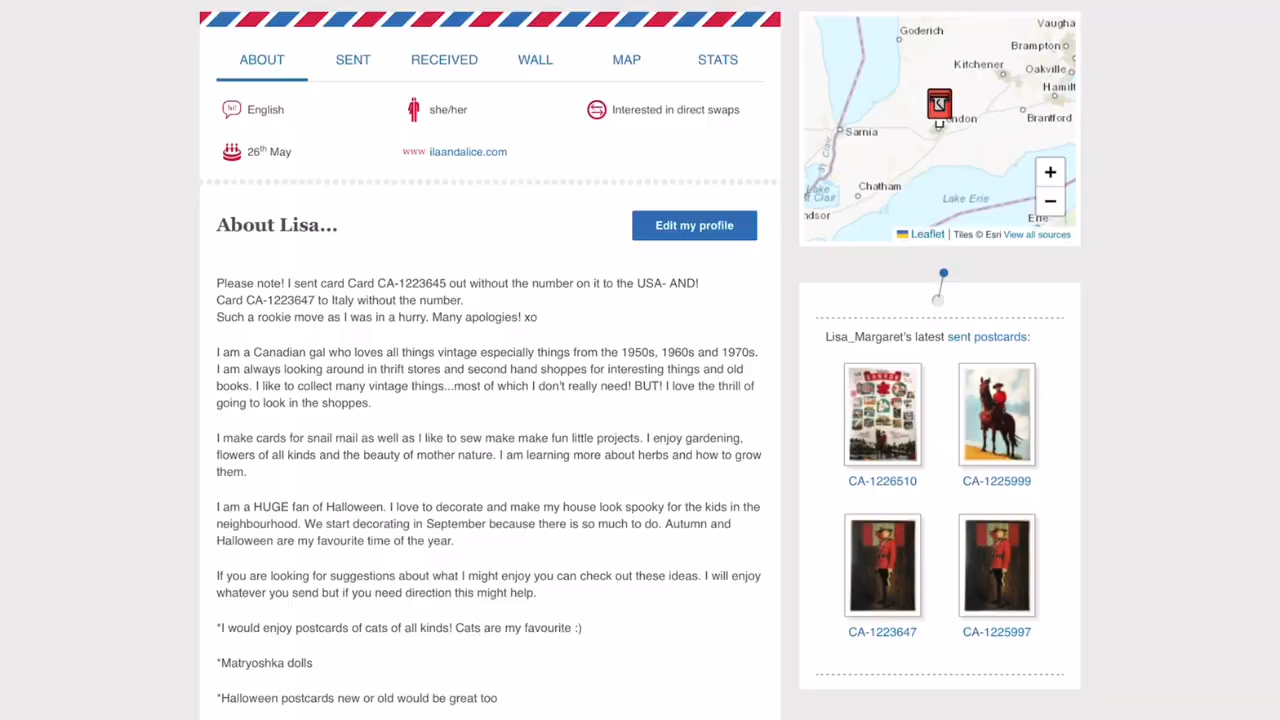 ABOUT SENT RECEIVED WALL MAP STATS
hi! English
she/her
Interested in direct swaps
26th May
www ilaandalice.com
About Lisa...
Edit my profile
Please note! I sent card Card CA-1223645 out without the number on it to the USA- AND!
Card CA-1223647 to Italy without the number.
Such a rookie move as I was in a hurry. Many apologies! xo
I am a Canadian gal who loves all things vintage especially things from the 1950s, 1960s and 1970s.
I am always looking around in thrift stores and second hand shoppes for interesting things and old
books. I like to collect many vintage things...most of which I don't really need! BUT! I love the thrill of
going to look in the shoppes.
I make cards for snail mail as well as I like to sew make make fun little projects. I enjoy gardening,
flowers of all kinds and the beauty of mother nature. I am learning more about herbs and how to grow
them.
I am a HUGE fan of Halloween. I love to decorate and make my house look spooky for the kids in the
neighbourhood. We start decorating in September because there is so much to do. Autumn and
Halloween are my favourite time of the year.
If you are looking for suggestions about what I might enjoy you can check out these ideas. I will enjoy
whatever you send but if you need direction this might help.
*I would enjoy postcards of cats of all kinds! Cats are my favourite :)
*Matryoshka dolls
*Halloween postcards new or old would be great too
Goderich
Vaugha
Brampton
Kitchener
Oakville
Hamilt
ndon
Brantford
Sarnia
St Clair
Chatham
Lake Erie
Lake
St Clair
ndsor
Erie
+
−
Leaflet | Tiles © Esri View all sources
Lisa_Margaret's latest sent postcards:
CANADA
CA-1226510
CA-1225999
CA-1223647
CA-1225997